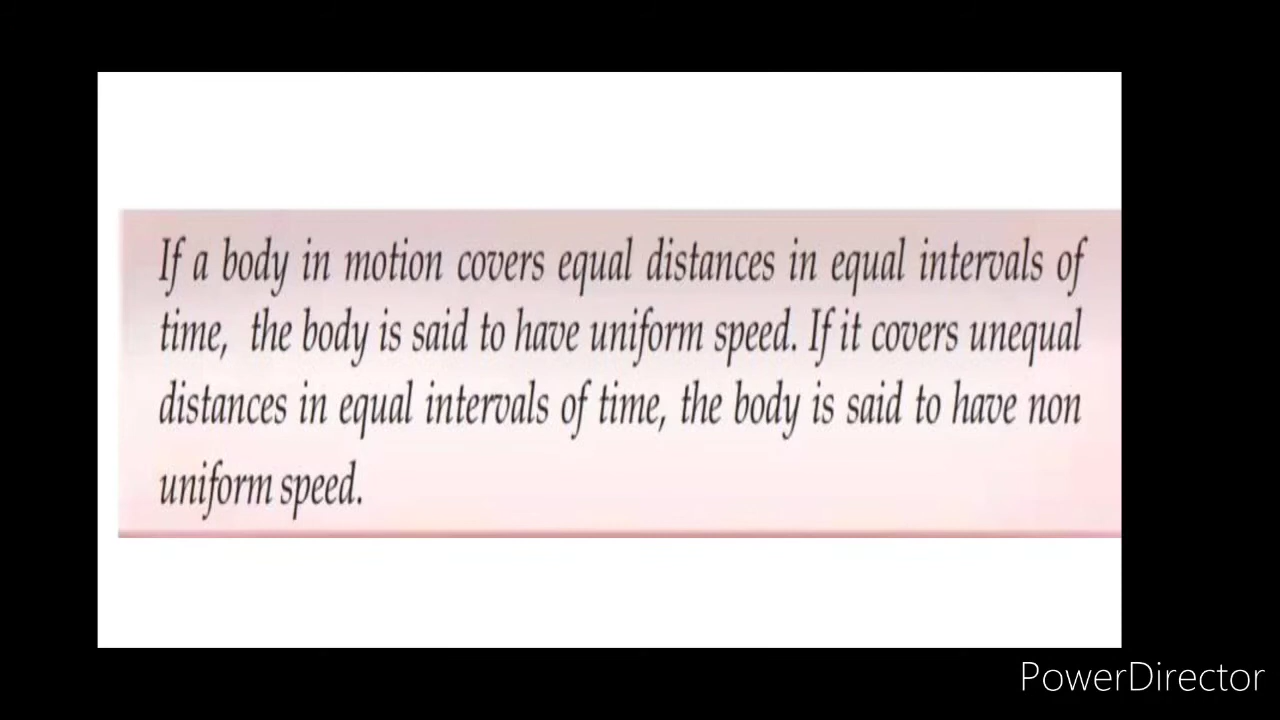 If a body in motion covers equal distances in equal intervals of
time, the body is said to have uniform speed. If it covers unequal
distances in equal intervals of time, the body is said to have non
uniform speed.
PowerDirector